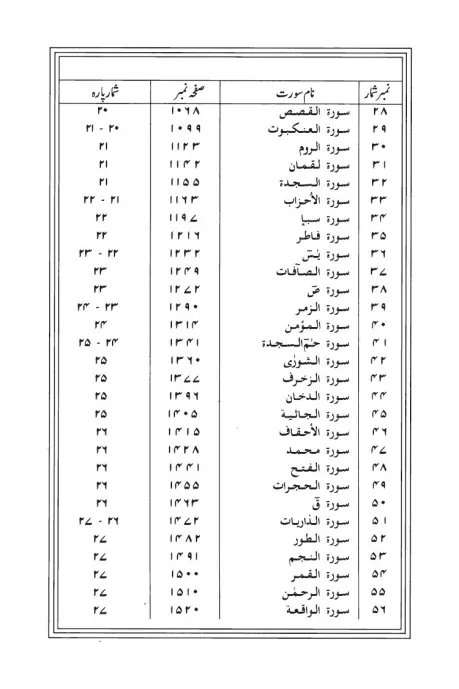 نمبر شمار نام سورت صفحہ نمبر شمار پارہ
۲۸ سورة القصص ۱۰۶۸ ۲۰
۲۹ سورة العنكبوت ۱۰۹۹ ۲۰ - ۲۱
۳۰ سورة الروم ۱۱۲۳ ۲۱
۳۱ سورة لقمان ۱۱۴۲ ۲۱
۳۲ سورة السجدة ۱۱۵۵ ۲۱
۳۳ سورة الأحزاب ۱۱۶۳ ۲۱ - ۲۲
۳۴ سورة سبإ ۱۱۹۷ ۲۲
۳۵ سورة فاطر ۱۲۱۶ ۲۲
۳۶ سورة يٰسٓ ۱۲۳۲ ۲۲ - ۲۳
۳۷ سورة الصآفات ۱۲۴۹ ۲۳
۳۸ سورة صٓ ۱۲۷۲ ۲۳
۳۹ سورة الزمر ۱۲۹۰ ۲۳ - ۲۴
۴۰ سورة المؤمن ۱۳۱۴ ۲۴
۴۱ سورة حٰمٓ السجدة ۱۳۴۱ ۲۴ - ۲۵
۴۲ سورة الشورٰى ۱۳۶۰ ۲۵
۴۳ سورة الزخرف ۱۳۷۷ ۲۵
۴۴ سورة الدخان ۱۳۹۶ ۲۵
۴۵ سورة الجاثية ۱۴۰۵ ۲۵
۴۶ سورة الأحقاف ۱۴۱۵ ۲۶
۴۷ سورة محمد ۱۴۲۸ ۲۶
۴۸ سورة الفتح ۱۴۴۱ ۲۶
۴۹ سورة الحجرات ۱۴۵۵ ۲۶
۵۰ سورة قٓ ۱۴۶۳ ۲۶
۵۱ سورة الذاريات ۱۴۷۲ ۲۶ - ۲۷
۵۲ سورة الطور ۱۴۸۲ ۲۷
۵۳ سورة النجم ۱۴۹۱ ۲۷
۵۴ سورة القمر ۱۵۰۰ ۲۷
۵۵ سورة الرحمٰن ۱۵۱۰ ۲۷
۵۶ سورة الواقعة ۱۵۲۰ ۲۷